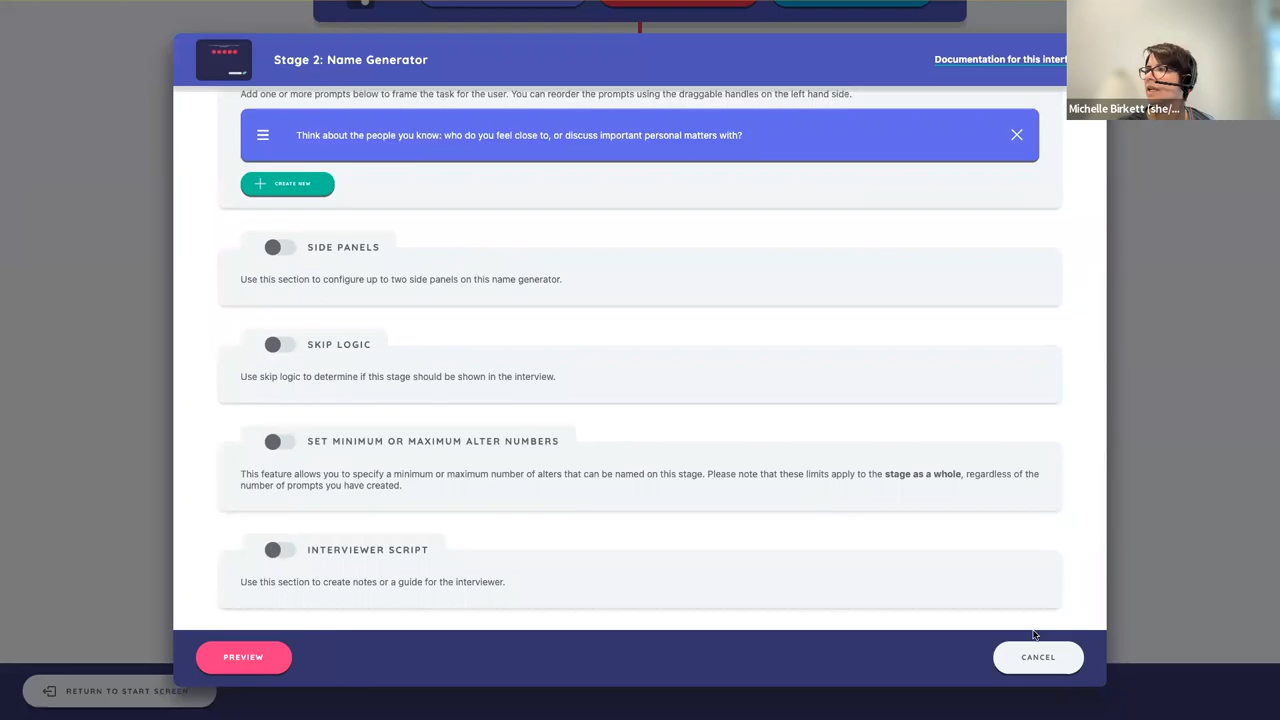 Stage 2: Name Generator
Documentation for this interf
Michelle Birkett (she/...
Add one or more prompts below to frame the task for the user. You can reorder the prompts using the draggable handles on the left hand side.
Think about the people you know: who do you feel close to, or discuss important personal matters with?
CREATE NEW
SIDE PANELS
Use this section to configure up to two side panels on this name generator.
SKIP LOGIC
Use skip logic to determine if this stage should be shown in the interview.
SET MINIMUM OR MAXIMUM ALTER NUMBERS
This feature allows you to specify a minimum or maximum number of alters that can be named on this stage. Please note that these limits apply to the stage as a whole, regardless of the
number of prompts you have created.
INTERVIEWER SCRIPT
Use this section to create notes or a guide for the interviewer.
PREVIEW
CANCEL
RETURN TO START SCREEN